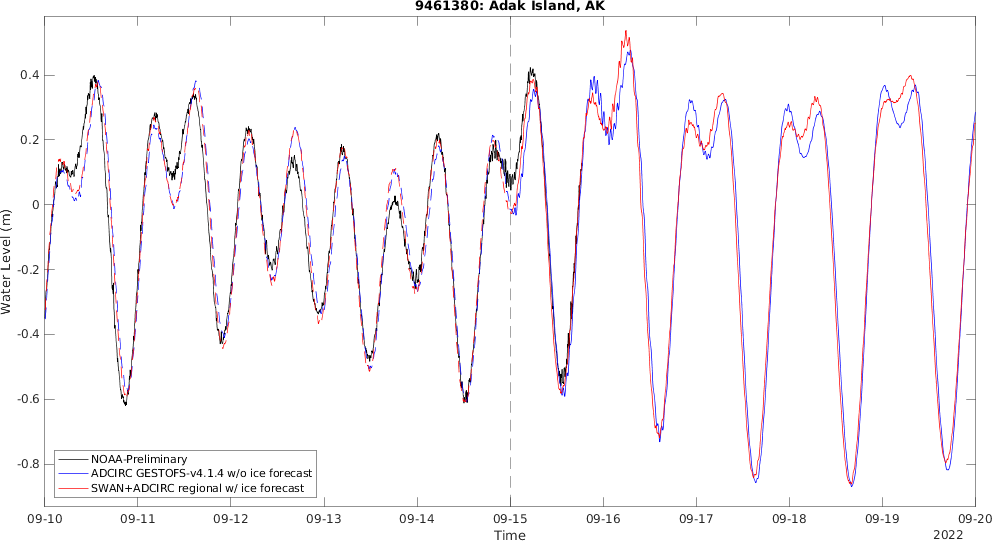 9461380: Adak Island, AK
0.4
0.2
0
-0.2
-0.4
-0.6
-0.8
Water Level (m)
NOAA-Preliminary
ADCIRC GESTOFS-v4.1.4 w/o ice forecast
SWAN+ADCIRC regional w/ ice forecast
09-10 09-11 09-12 09-13 09-14 09-15 09-16 09-17 09-18 09-19 09-20
Time
2022